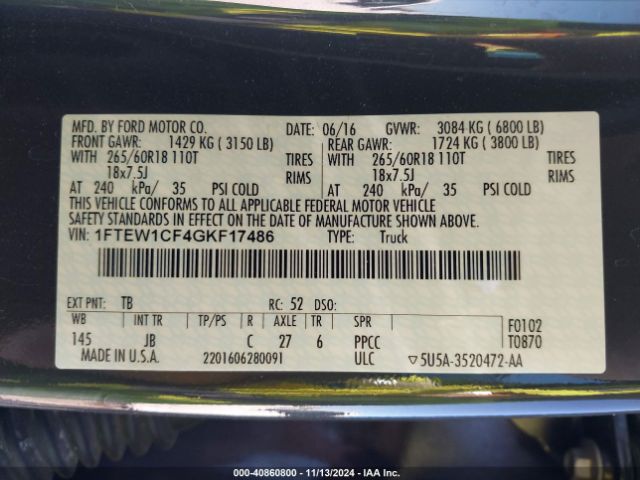 MFD. BY FORD MOTOR CO. DATE: 06/16 GVWR: 3084 KG ( 6800 LB)
FRONT GAWR: 1429 KG ( 3150 LB) REAR GAWR: 1724 KG ( 3800 LB)
WITH 265/60R18 110T TIRES WITH 265/60R18 110T TIRES
18x7.5J RIMS 18x7.5J RIMS
AT 240 kPa/ 35 PSI COLD AT 240 kPa/ 35 PSI COLD
THIS VEHICLE CONFORMS TO ALL APPLICABLE FEDERAL MOTOR VEHICLE
SAFETY STANDARDS IN EFFECT ON THE DATE OF MANUFACTURE SHOWN ABOVE.
VIN: 1FTEW1CF4GKF17486 TYPE: Truck
EXT PNT: TB RC: 52 DSO:
WB INT TR TP/PS R AXLE TR SPR F0102
145 JB C 27 6 PPCC T0870
MADE IN U.S.A. 2201606280091 ULC ▽5U5A-3520472-AA
000-40860800 - 11/13/2024 - IAA Inc.